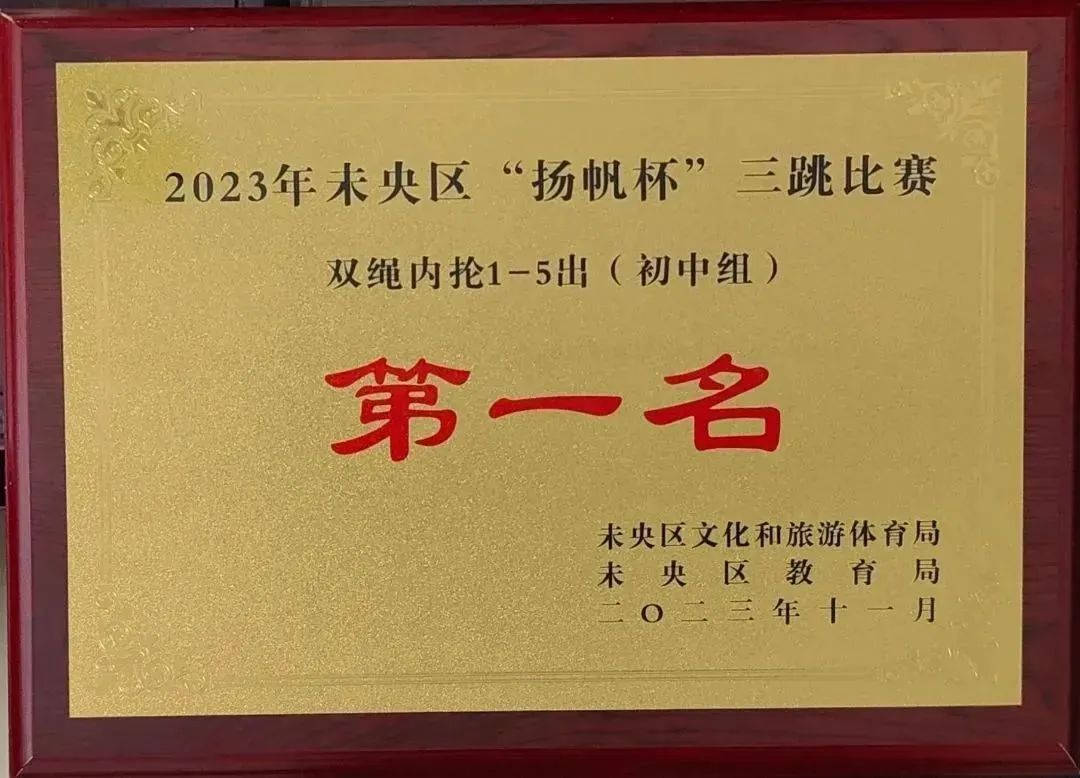 2023年未央区“扬帆杯”三跳比赛
双绳内抡1-5出（初中组）
第一名
未央区文化和旅游体育局
未央区教育局
二〇二三年十一月